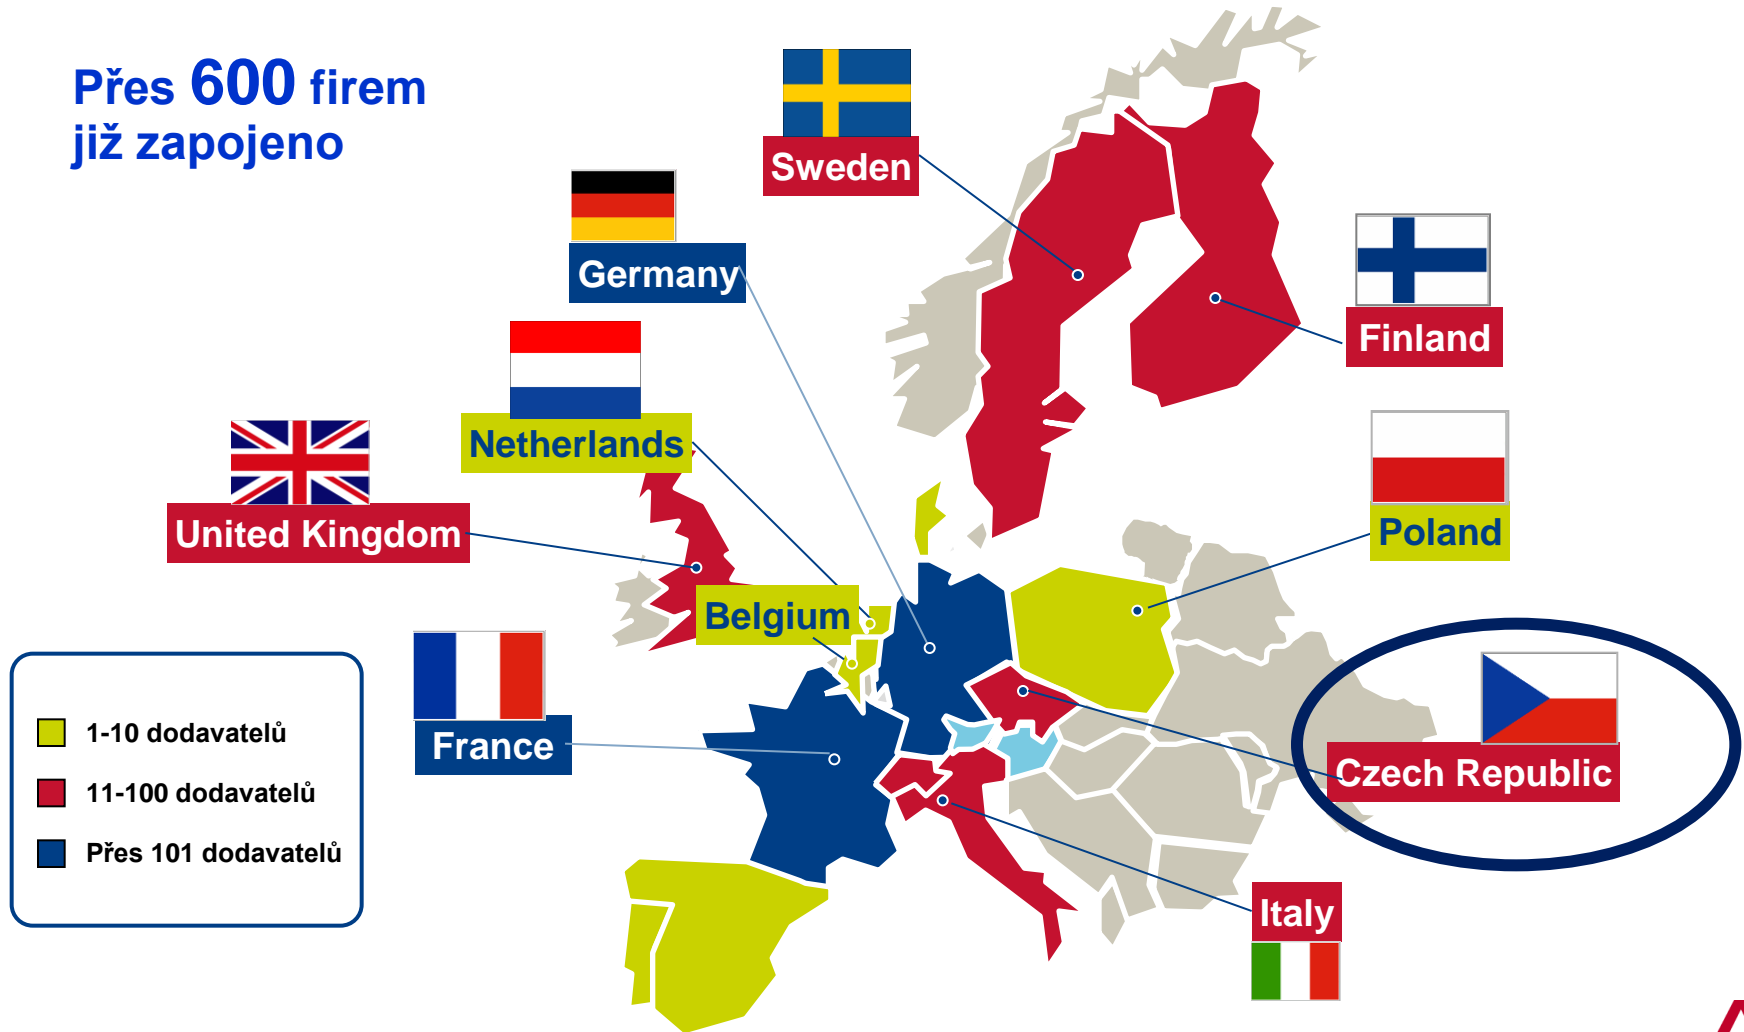 Přes 600 firem
již zapojeno
Sweden
Germany
Finland
Netherlands
United Kingdom
Poland
Belgium
France
Czech Republic
Italy
1-10 dodavatelů
11-100 dodavatelů
Přes 101 dodavatelů